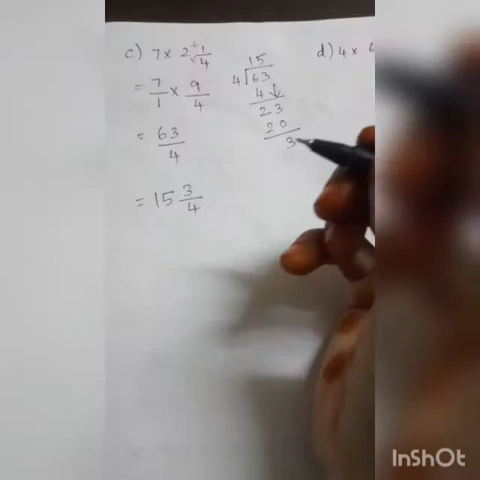 c) 7 × 2 1/4
= 7/1 × 9/4
= 63/4
= 15 3/4
15
4 63
4 ↓
23
20
3
d) 4 ×
InShOt